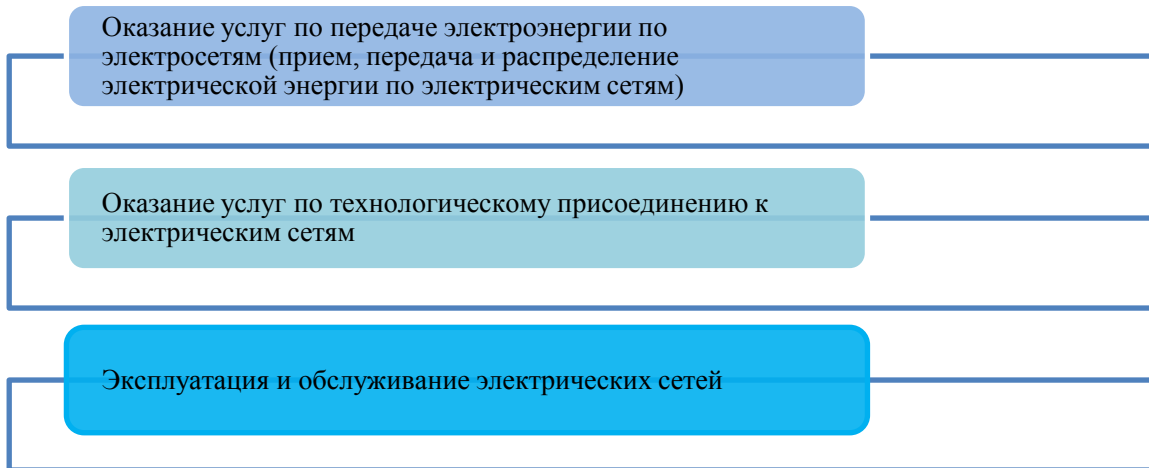 Оказание услуг по передаче электроэнергии по
электросетям (прием, передача и распределение
электрической энергии по электрическим сетям)
Оказание услуг по технологическому присоединению к
электрическим сетям
Эксплуатация и обслуживание электрических сетей